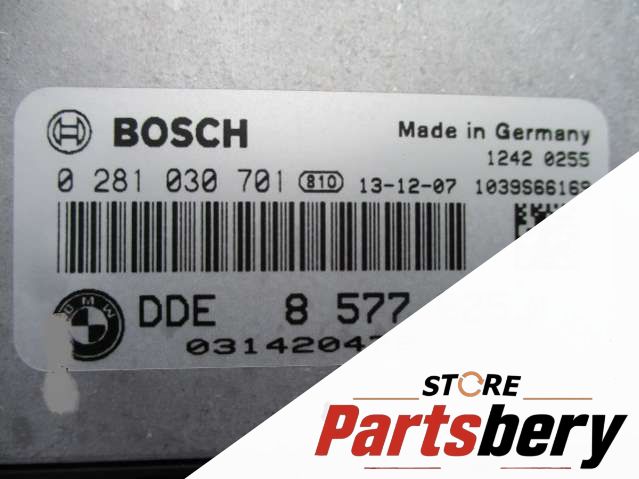 BOSCH
Made in Germany
1242 0255
0 281 030 701 810 13-12-07 1039S66169
BMW
DDE 8 577
03142047
STORE
Partsbery